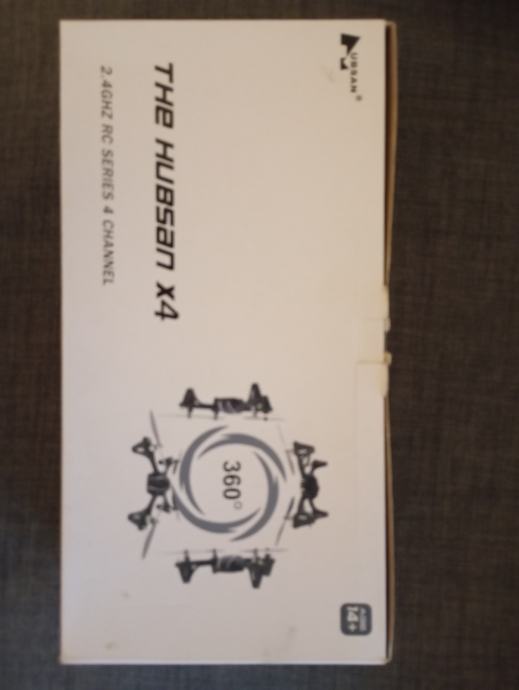 HUBSAN®
THE HUBSAN X4
2.4GHZ RC SERIES 4 CHANNEL
360°
14+